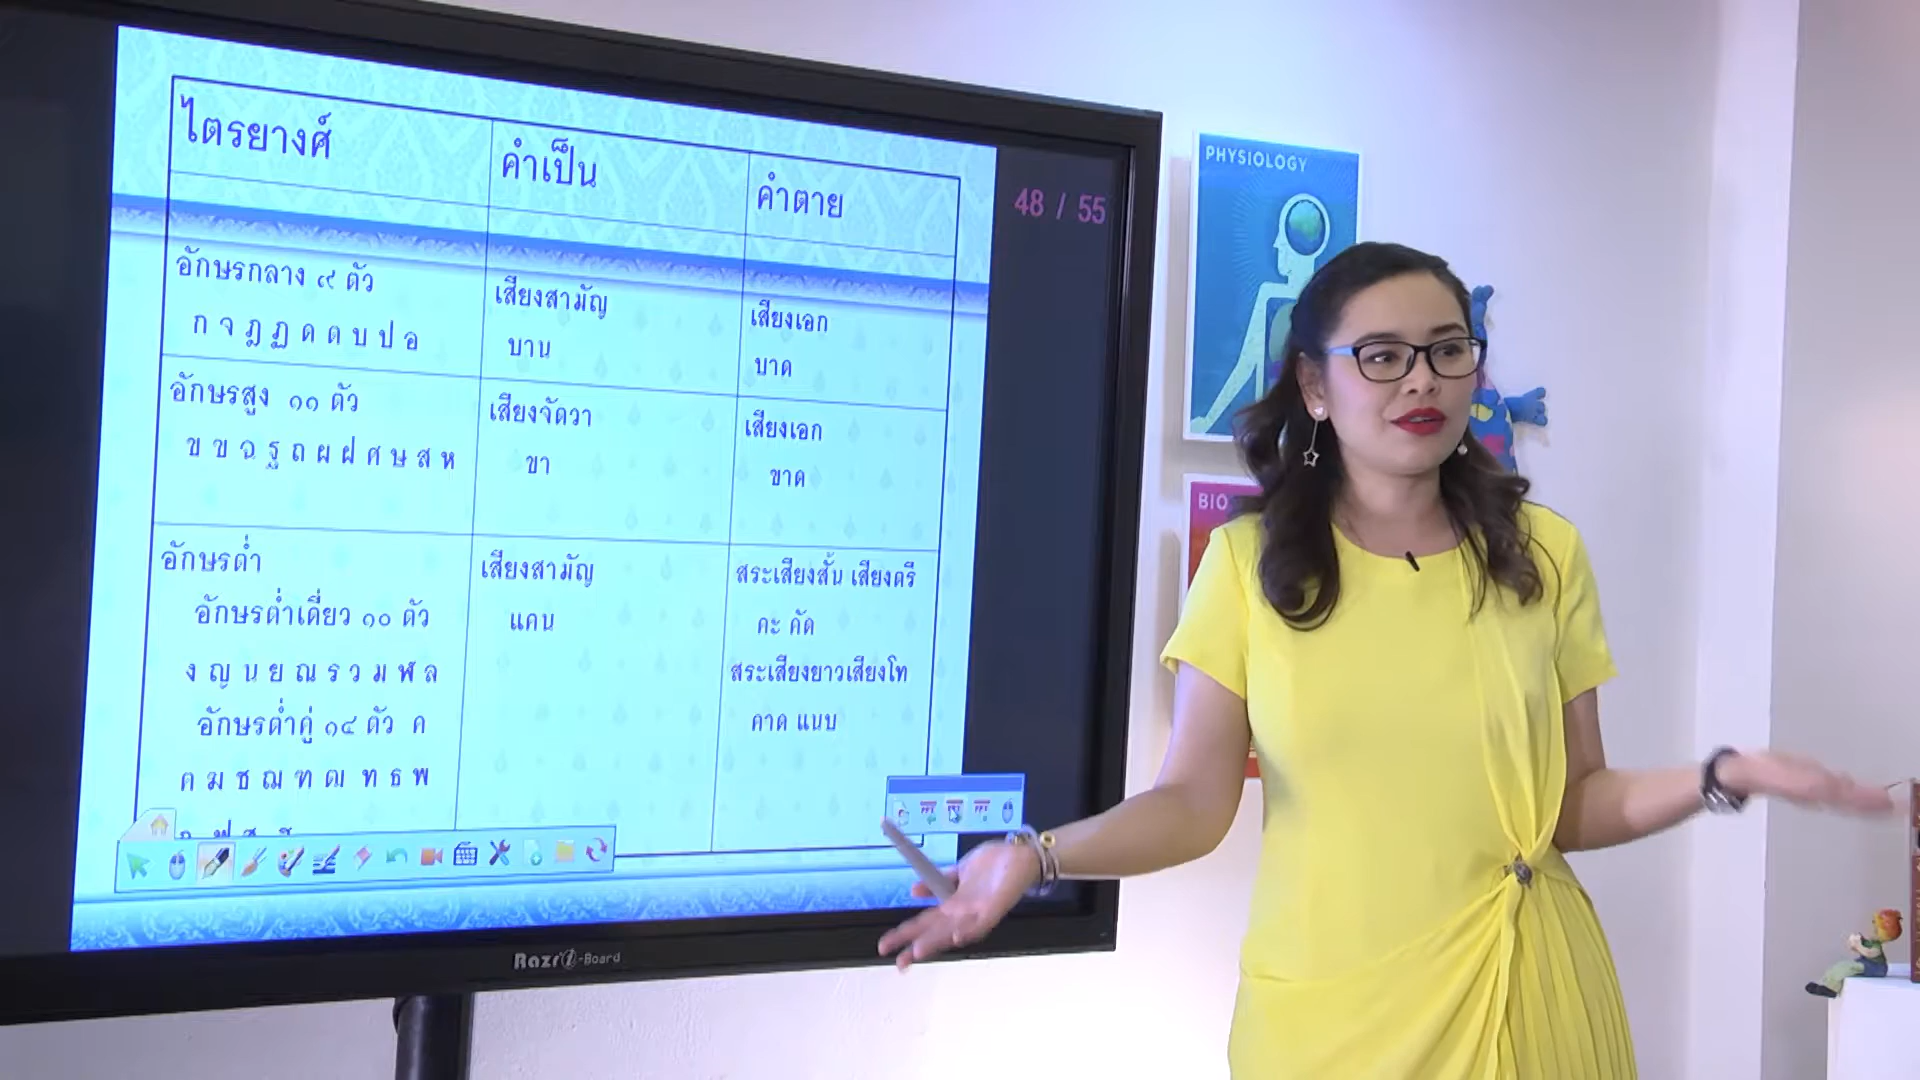 ไตรยางศ์
คำเป็น
คำตาย
48 / 55
อักษรกลาง ๙ ตัว
ก จ ฎ ฏ ด ต บ ป อ
เสียงสามัญ
บาน
เสียงเอก
บาด
อักษรสูง ๑๑ ตัว
ข ฃ ฉ ฐ ถ ผ ฝ ศ ษ ส ห
เสียงจัตวา
ขา
เสียงเอก
ขาด
อักษรต่ำ
อักษรต่ำเดี่ยว ๑๐ ตัว
ง ญ น ย ณ ร ว ม ฬ ล
อักษรต่ำคู่ ๑๔ ตัว ค
ฅ ฆ ช ฌ ฑ ฒ ท ธ พ
เสียงสามัญ
แคน
สระเสียงสั้น เสียงตรี
คะ คัด
สระเสียงยาวเสียงโท
คาด แนบ
Razr i-Board
PHYSIOLOGY
BIO